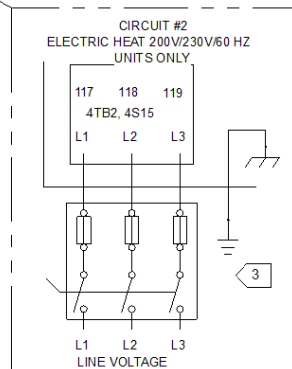 CIRCUIT #2
ELECTRIC HEAT 200V/230V/60 HZ
UNITS ONLY
117 118 119
4TB2, 4S15
L1 L2 L3
3
L1 L2 L3
LINE VOLTAGE